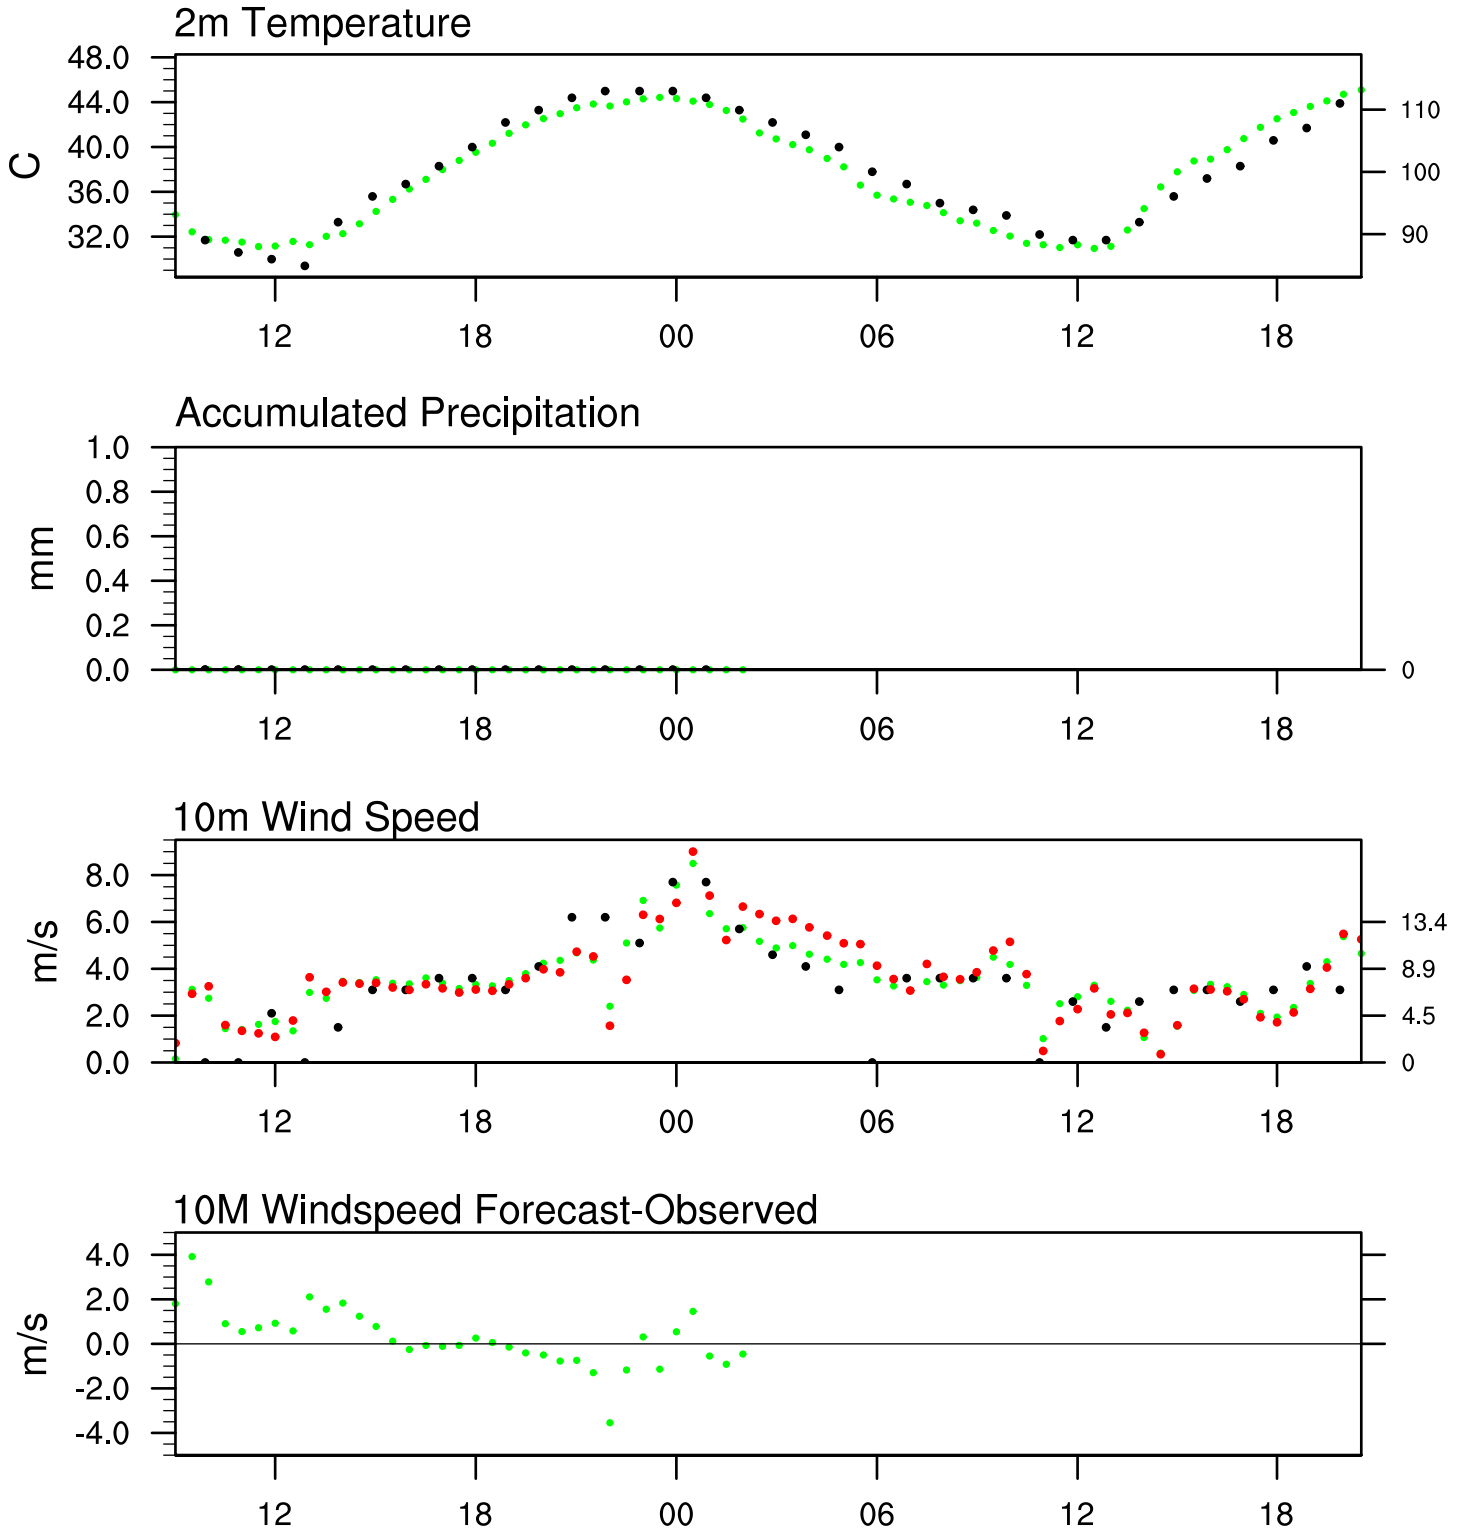 2m Temperature
48.0
44.0
40.0
36.0
32.0
C
110
100
90
12 18 00 06 12 18
Accumulated Precipitation
1.0
0.8
0.6
0.4
0.2
0.0
mm
0
12 18 00 06 12 18
10m Wind Speed
8.0
6.0
4.0
2.0
0.0
m/s
13.4
8.9
4.5
0
12 18 00 06 12 18
10M Windspeed Forecast-Observed
4.0
2.0
0.0
-2.0
-4.0
m/s
12 18 00 06 12 18